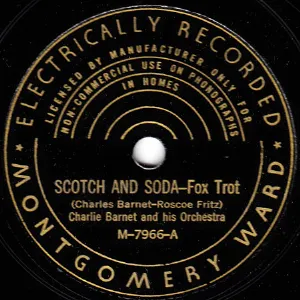 ★ ELECTRICALLY RECORDED ★
LICENSED BY MANUFACTURER ONLY FOR
NON-COMMERCIAL USE ON PHONOGRAPHS
IN HOMES
SCOTCH AND SODA—Fox Trot
(Charles Barnet-Roscoe Fritz)
Charlie Barnet and his Orchestra
M-7966-A
MONTGOMERY WARD